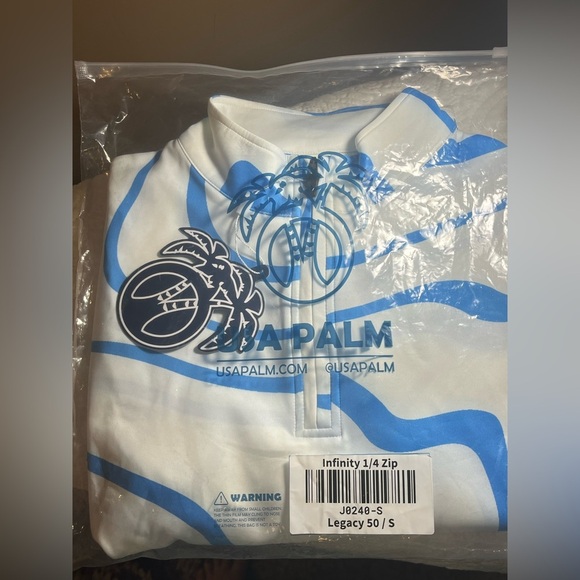 USA PALM
USAPALM.COM @USAPALM
Infinity 1/4 Zip
J0240-S
Legacy 50 / S
WARNING